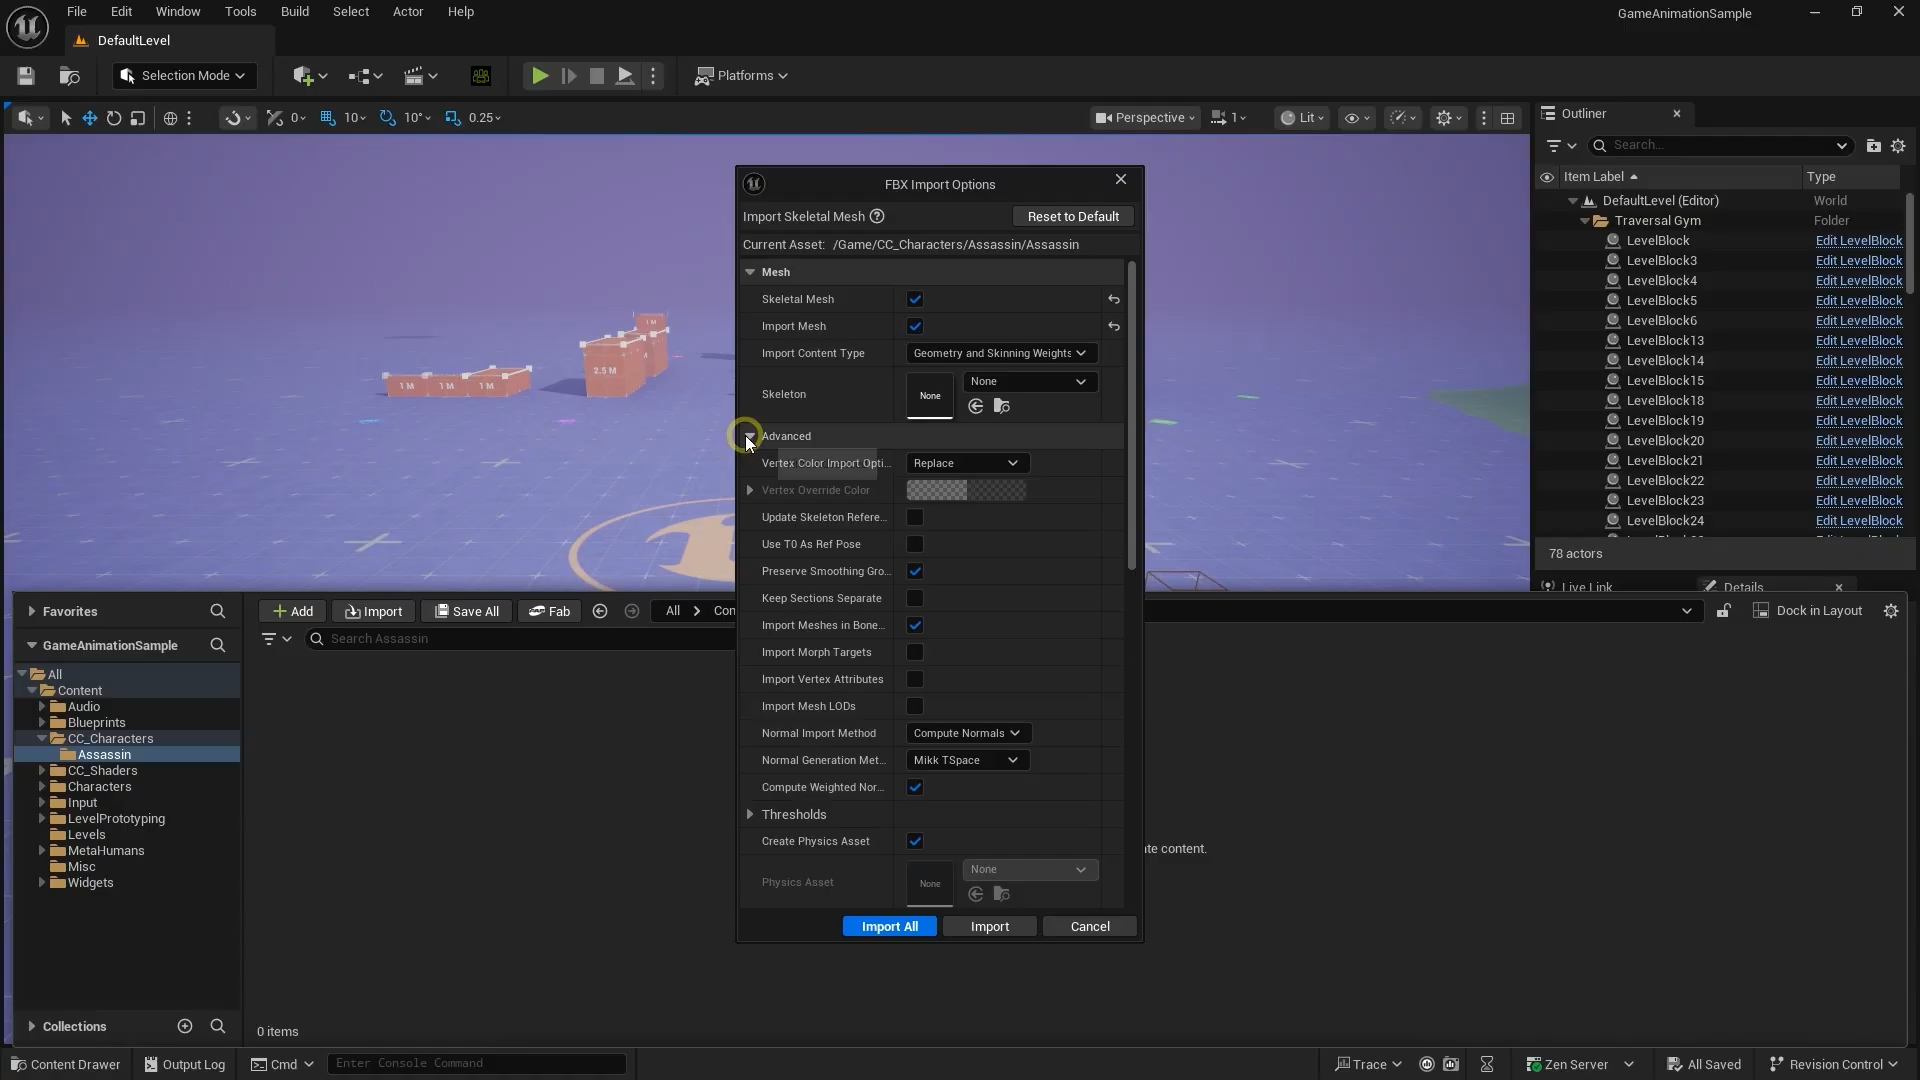 File Edit Window Tools Build Select Actor Help
GameAnimationSample
DefaultLevel
Selection Mode
Platforms
0 10 10° 0.25
Perspective 1 Lit
Outliner
Search...
Item Label Type
DefaultLevel (Editor) World
Traversal Gym Folder
LevelBlock Edit LevelBlock
LevelBlock3 Edit LevelBlock
LevelBlock4 Edit LevelBlock
LevelBlock5 Edit LevelBlock
LevelBlock6 Edit LevelBlock
LevelBlock13 Edit LevelBlock
LevelBlock14 Edit LevelBlock
LevelBlock15 Edit LevelBlock
LevelBlock18 Edit LevelBlock
LevelBlock19 Edit LevelBlock
LevelBlock20 Edit LevelBlock
LevelBlock21 Edit LevelBlock
LevelBlock22 Edit LevelBlock
LevelBlock23 Edit LevelBlock
LevelBlock24 Edit LevelBlock
78 actors
Live Link Details
1 M
2.5 M
1 M 1 M 1 M
FBX Import Options
Import Skeletal Mesh Reset to Default
Current Asset: /Game/CC_Characters/Assassin/Assassin
Mesh
Skeletal Mesh
Import Mesh
Import Content Type Geometry and Skinning Weights
Skeleton None None
Advanced
Vertex Color Import Opti... Replace
Vertex Override Color
Update Skeleton Refere...
Use T0 As Ref Pose
Preserve Smoothing Gro...
Keep Sections Separate
Import Meshes in Bone...
Import Morph Targets
Import Vertex Attributes
Import Mesh LODs
Normal Import Method Compute Normals
Normal Generation Met... Mikk TSpace
Compute Weighted Nor...
Thresholds
Create Physics Asset
Physics Asset None None
Import All Import Cancel
Favorites
Add Import Save All Fab All > Con
Dock in Layout
GameAnimationSample
Search Assassin
All
Content
Audio
Blueprints
CC_Characters
Assassin
CC_Shaders
Characters
Input
LevelPrototyping
Levels
MetaHumans
Misc
Widgets
te content.
Collections
0 items
Content Drawer Output Log Cmd Enter Console Command
Trace Zen Server All Saved Revision Control